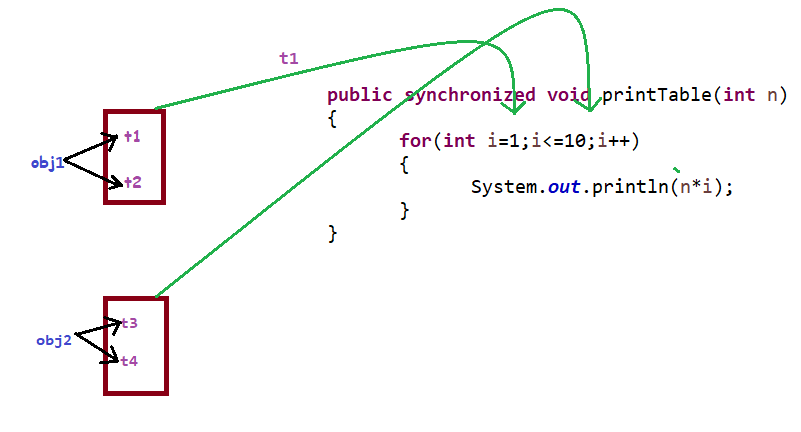 t1
public synchronized void printTable(int n)
{
for(int i=1;i<=10;i++)
{
System.out.println(n*i);
}
}
obj1
t1
t2
obj2
t3
t4